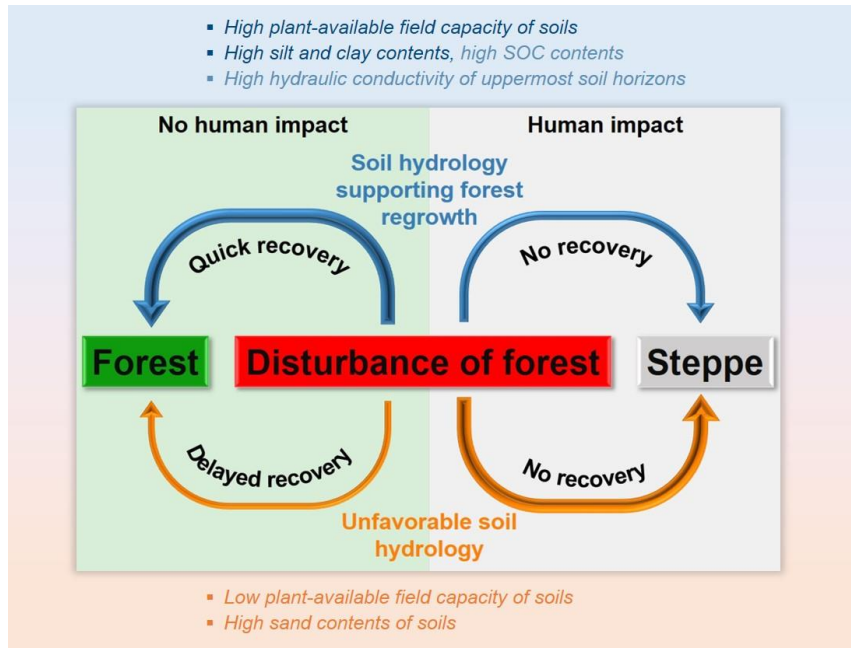 ▪ High plant-available field capacity of soils
▪ High silt and clay contents, high SOC contents
▪ High hydraulic conductivity of uppermost soil horizons
No human impact
Human impact
Soil hydrology
supporting forest
regrowth
Quick recovery
No recovery
Forest
Disturbance of forest
Steppe
Delayed recovery
No recovery
Unfavorable soil
hydrology
▪ Low plant-available field capacity of soils
▪ High sand contents of soils